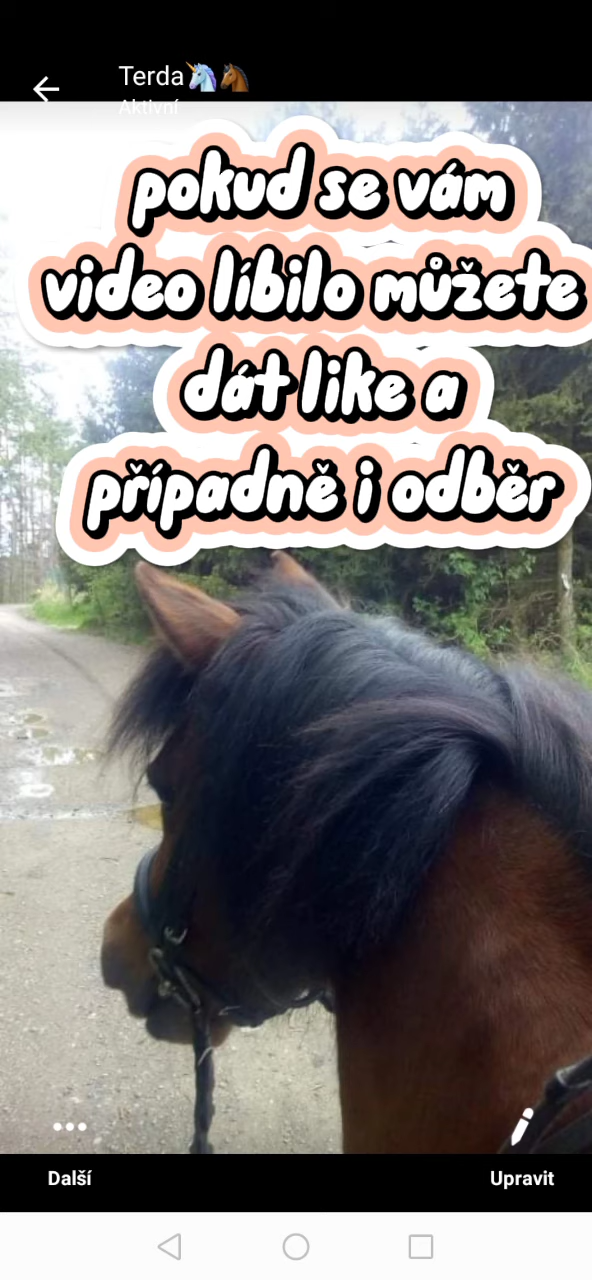 Terda🦄🐴
Aktivní
pokud se vám
video líbilo můžete
dát like a
případně i odběr
Další
Upravit